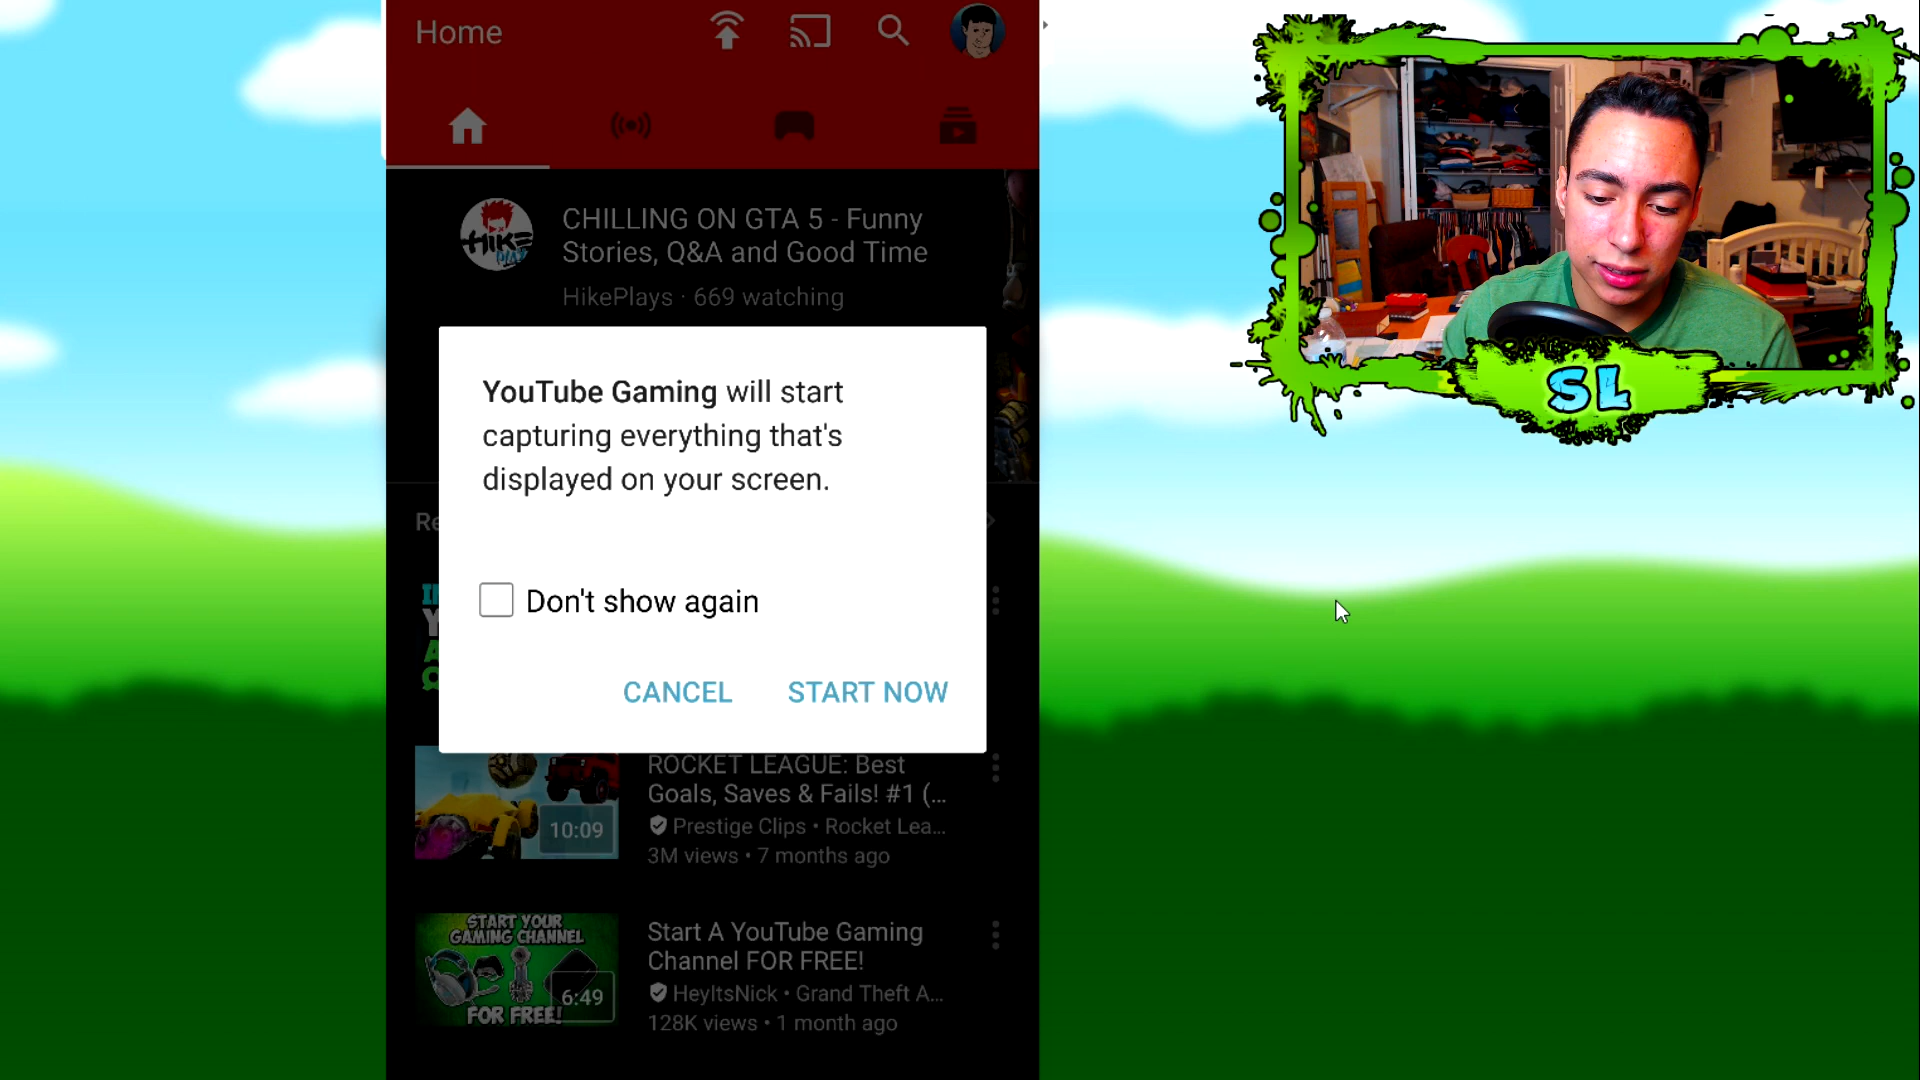 Home
CHILLING ON GTA 5 - Funny
Stories, Q&A and Good Time
HikePlays · 669 watching
HIKE
YouTube Gaming will start
capturing everything that's
displayed on your screen.
Don't show again
CANCEL START NOW
ROCKET LEAGUE: Best
Goals, Saves & Fails! #1 (...
Prestige Clips • Rocket Lea...
3M views • 7 months ago
10:09
START YOUR
GAMING CHANNEL
FOR FREE!
6:49
Start A YouTube Gaming
Channel FOR FREE!
HeyItsNick • Grand Theft A...
128K views • 1 month ago
SL